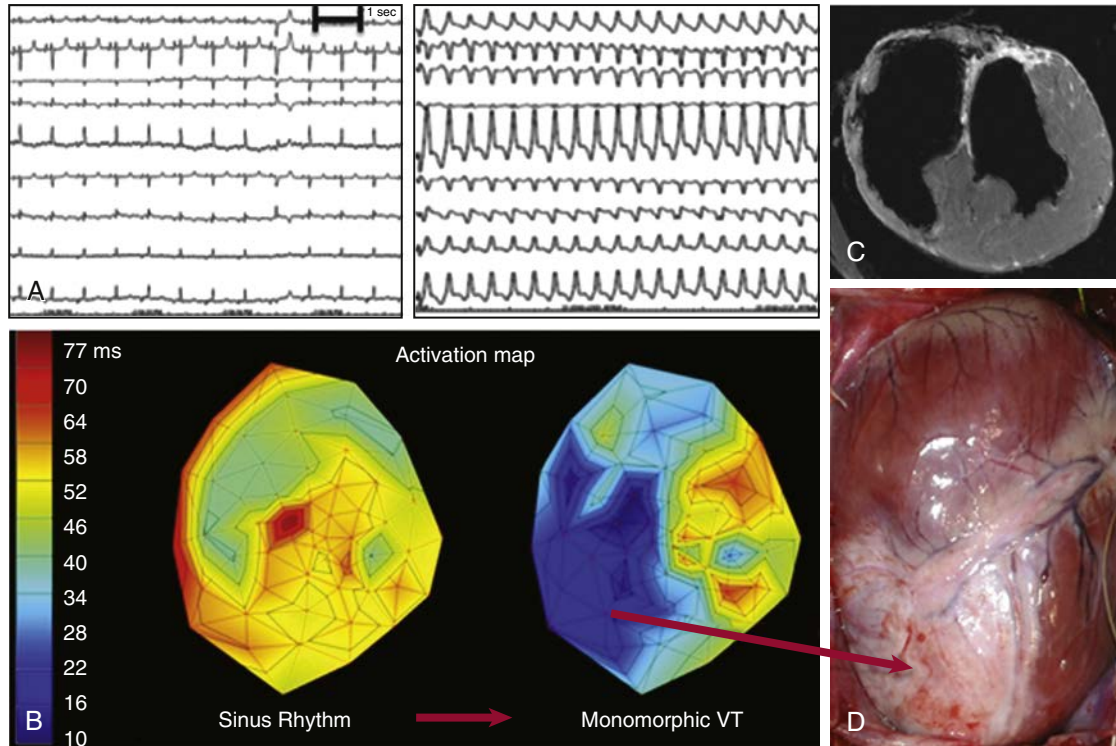 1 sec
A
C
77 ms
70
64
58
52
46
40
34
28
22
16
10
Activation map
B
Sinus Rhythm
Monomorphic VT
D